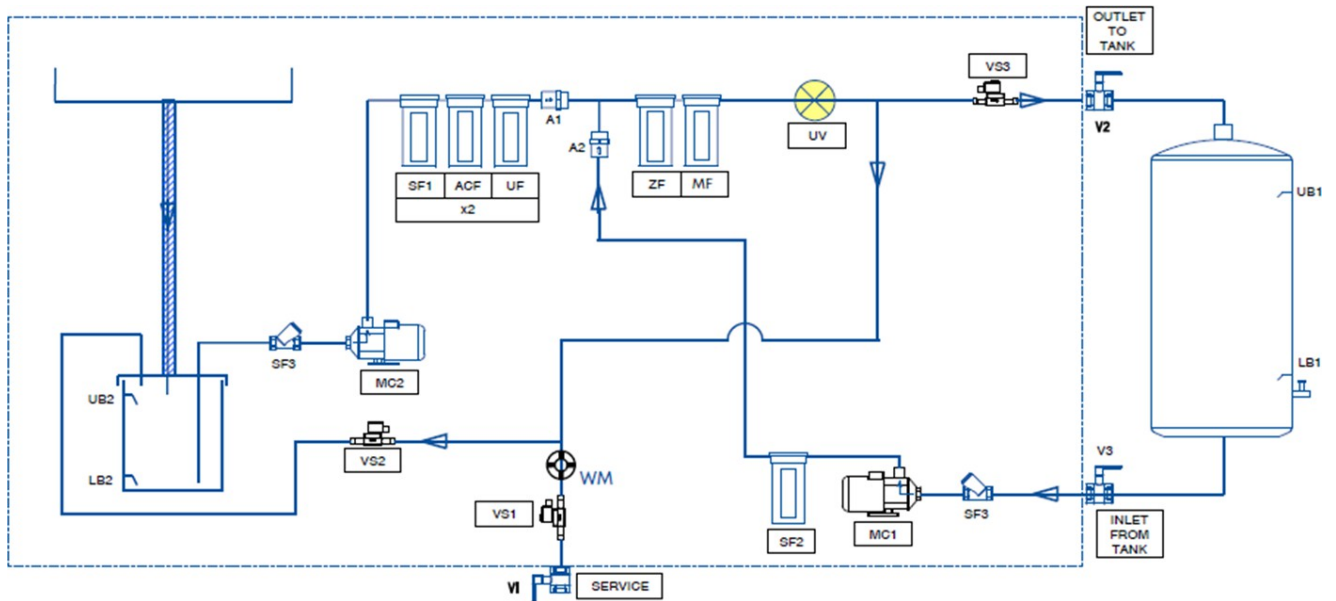 OUTLET
TO
TANK
VS3
V2
A1
UV
A2
SF1
ACF
UF
x2
ZF
MF
UB1
SF3
MC2
LB1
UB2
LB2
VS2
WM
VS1
V3
SF2
MC1
SF3
INLET
FROM
TANK
V1
SERVICE